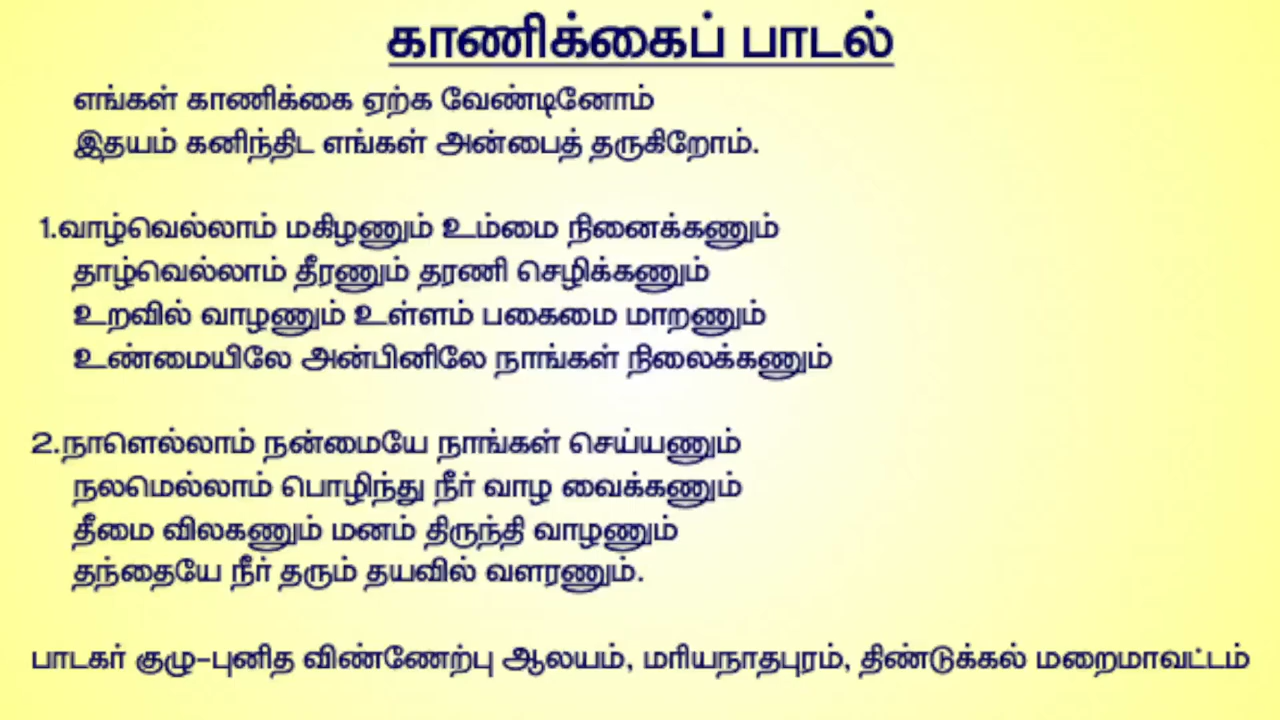 காணிக்கைப் பாடல்
எங்கள் காணிக்கை ஏற்க வேண்டினோம்
இதயம் கனிந்திட எங்கள் அன்பைத் தருகிறோம்.
1.வாழ்வெல்லாம் மகிழணும் உம்மை நினைக்கணும்
தாழ்வெல்லாம் தீரணும் தரணி செழிக்கணும்
உறவில் வாழணும் உள்ளம் பகைமை மாறணும்
உண்மையிலே அன்பினிலே நாங்கள் நிலைக்கணும்
2.நாளெல்லாம் நன்மையே நாங்கள் செய்யணும்
நலமெல்லாம் பொழிந்து நீர் வாழ வைக்கணும்
தீமை விலகணும் மனம் திருந்தி வாழணும்
தந்தையே நீர் தரும் தயவில் வளரணும்.
பாடகர் குழு-புனித விண்ணேற்பு ஆலயம், மரியநாதபுரம், திண்டுக்கல் மறைமாவட்டம்